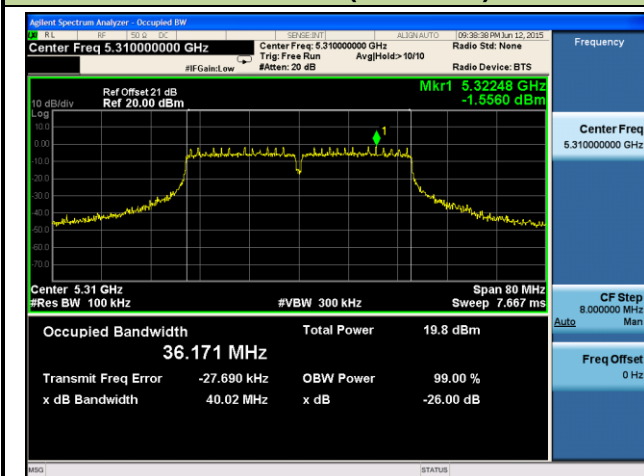 Agilent Spectrum Analyzer - Occupied BW
RL RF 50 Ω DC SENSE:INT ALIGN AUTO 09:38:38 PM Jun 12, 2015
Center Freq 5.310000000 GHz
Center Freq: 5.310000000 GHz
Radio Std: None
Trig: Free Run Avg|Hold:>10/10
#IFGain:Low #Atten: 20 dB Radio Device: BTS
Ref Offset 21 dB
Mkr1 5.32248 GHz
10 dB/div Ref 20.00 dBm -1.5560 dBm
Log
10.0
0.00
-10.0
-20.0
-30.0
-40.0
-50.0
-60.0
-70.0
1
Center 5.31 GHz Span 80 MHz
#Res BW 100 kHz #VBW 300 kHz Sweep 7.667 ms
Occupied Bandwidth Total Power 19.8 dBm
36.171 MHz
Transmit Freq Error -27.690 kHz OBW Power 99.00 %
x dB Bandwidth 40.02 MHz x dB -26.00 dB
MSG STATUS
Frequency
Center Freq
5.310000000 GHz
CF Step
8.000000 MHz
Auto Man
Freq Offset
0 Hz